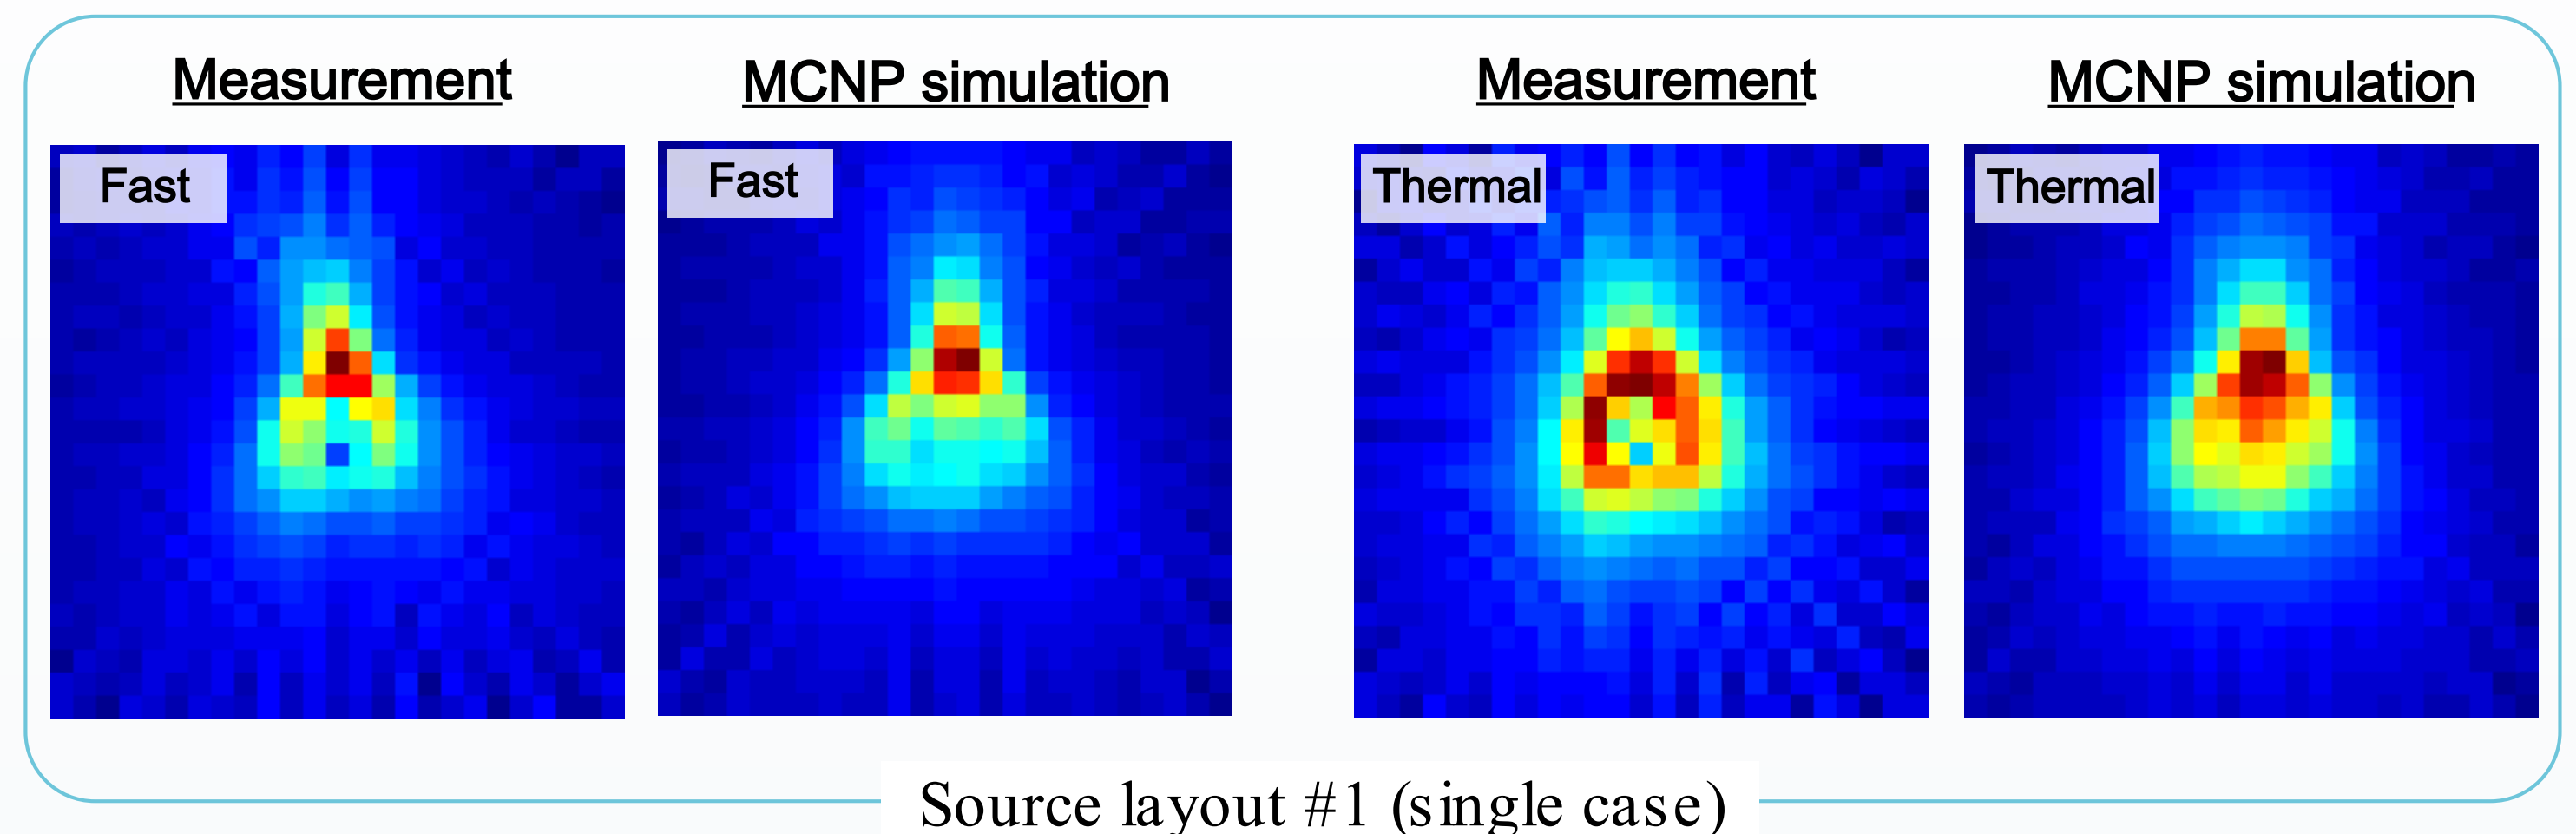 Measurement
MCNP simulation
Measurement
MCNP simulation
Fast
Fast
Thermal
Thermal
Source layout #1 (single case)